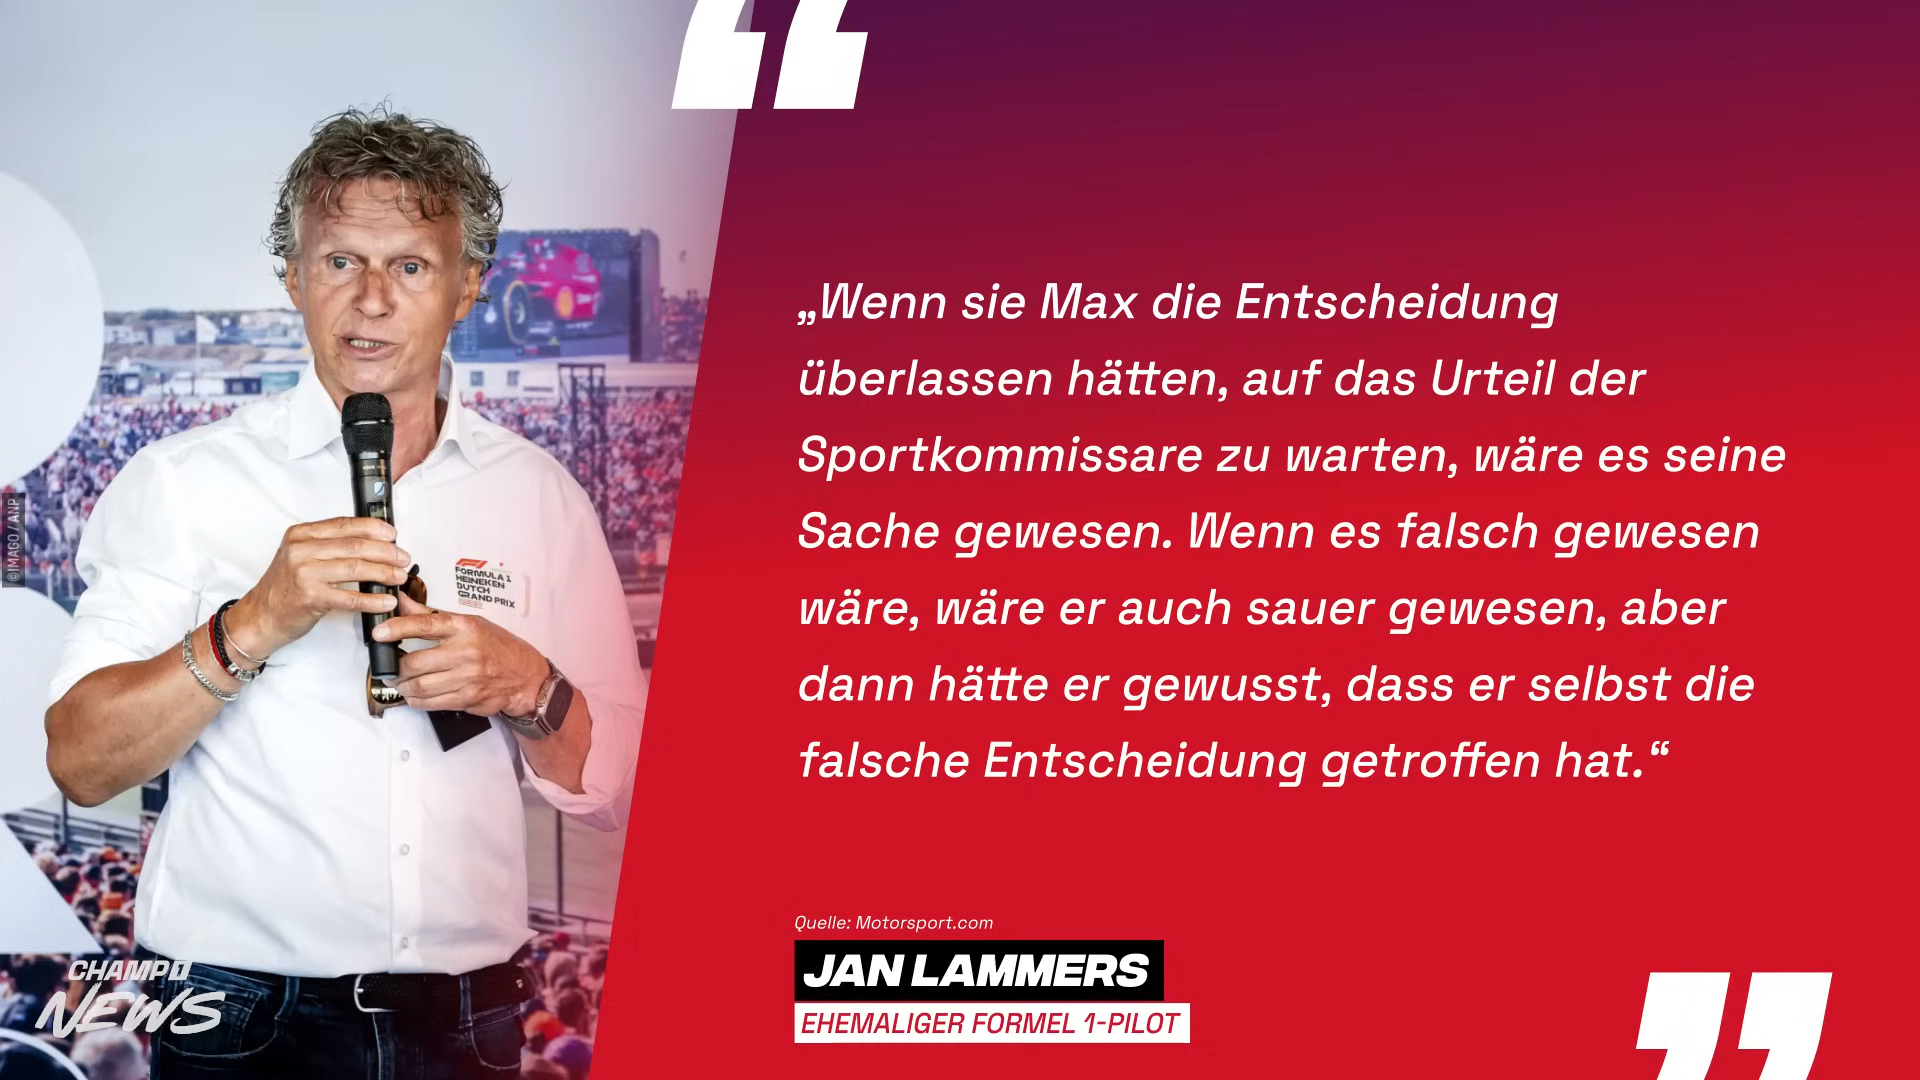 „Wenn sie Max die Entscheidung
überlassen hätten, auf das Urteil der
Sportkommissare zu warten, wäre es seine
Sache gewesen. Wenn es falsch gewesen
wäre, wäre er auch sauer gewesen, aber
dann hätte er gewusst, dass er selbst die
falsche Entscheidung getroffen hat.“
Quelle: Motorsport.com
JAN LAMMERS
EHEMALIGER FORMEL 1-PILOT
©IMAGO / ANP
FORMULA 1
HEINEKEN
DUTCH
GRAND PRIX
CHAMP1
NEWS